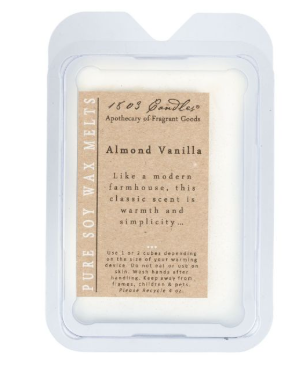 1803 Candles®
Apothecary of Fragrant Goods
Almond Vanilla
Like a modern
farmhouse, this
classic scent is
warmth and
simplicity...
Use 1 or 2 cubes depending
on the size of your warming
device. Do not eat or use on
skin. Wash hands after
handling. Keep away from
flames, children & pets.
Please Recycle
PURE SOY WAX MELTS